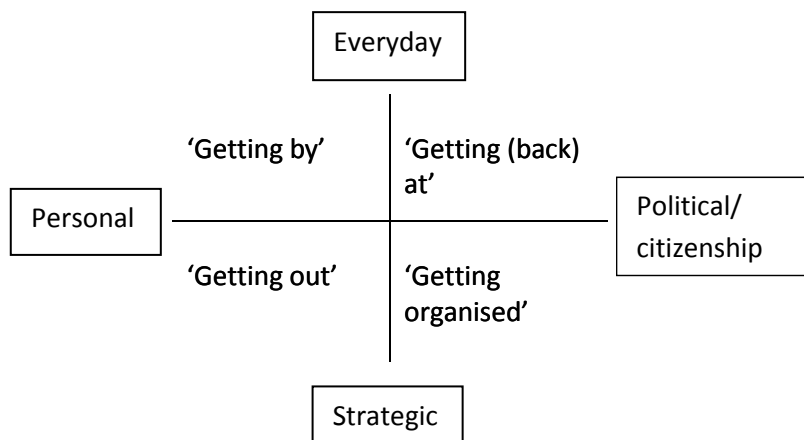 Everyday
‘Getting by’
‘Getting (back)
at’
Personal
Political/
citizenship
‘Getting out’
‘Getting
organised’
Strategic